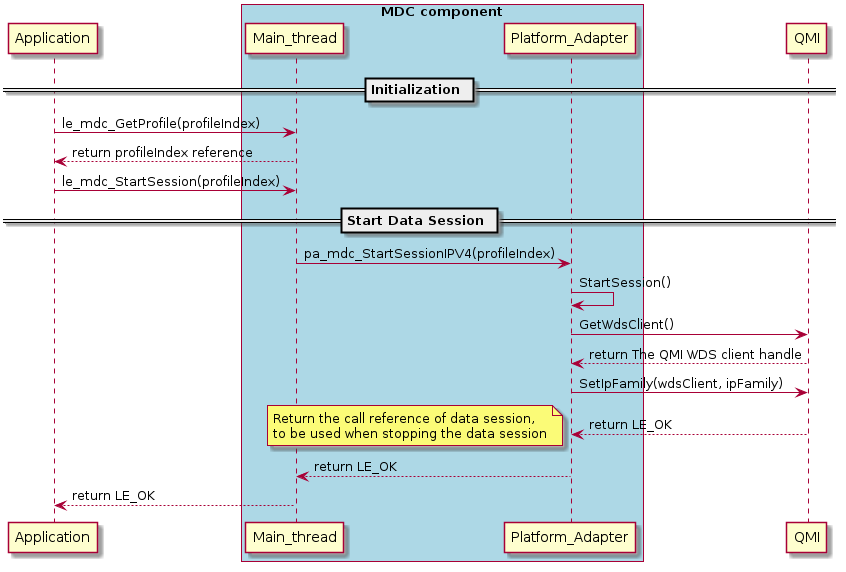 MDC component
Application
Main_thread
Platform_Adapter
QMI
Initialization
le_mdc_GetProfile(profileIndex)
return profileIndex reference
le_mdc_StartSession(profileIndex)
Start Data Session
pa_mdc_StartSessionIPV4(profileIndex)
StartSession()
GetWdsClient()
return The QMI WDS client handle
SetIpFamily(wdsClient, ipFamily)
Return the call reference of data session,
to be used when stopping the data session
return LE_OK
return LE_OK
return LE_OK
Application
Main_thread
Platform_Adapter
QMI